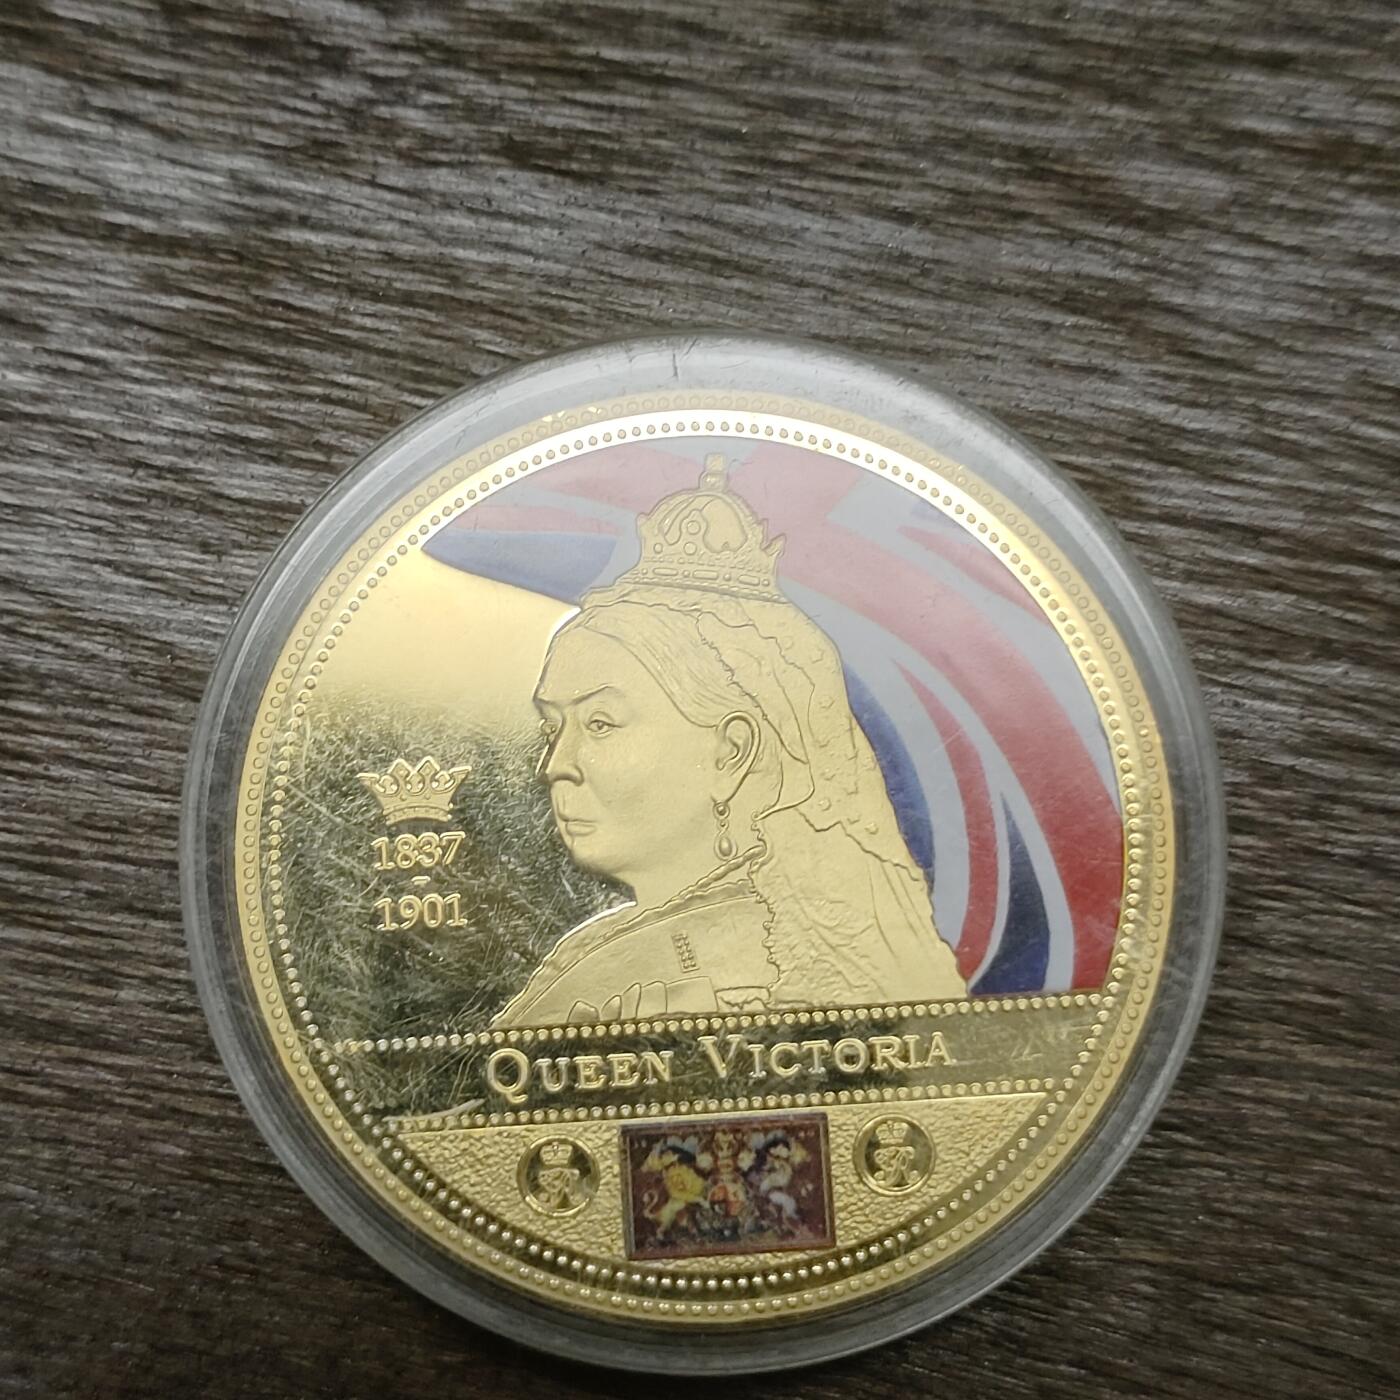 1837
-
1901
QUEEN VICTORIA